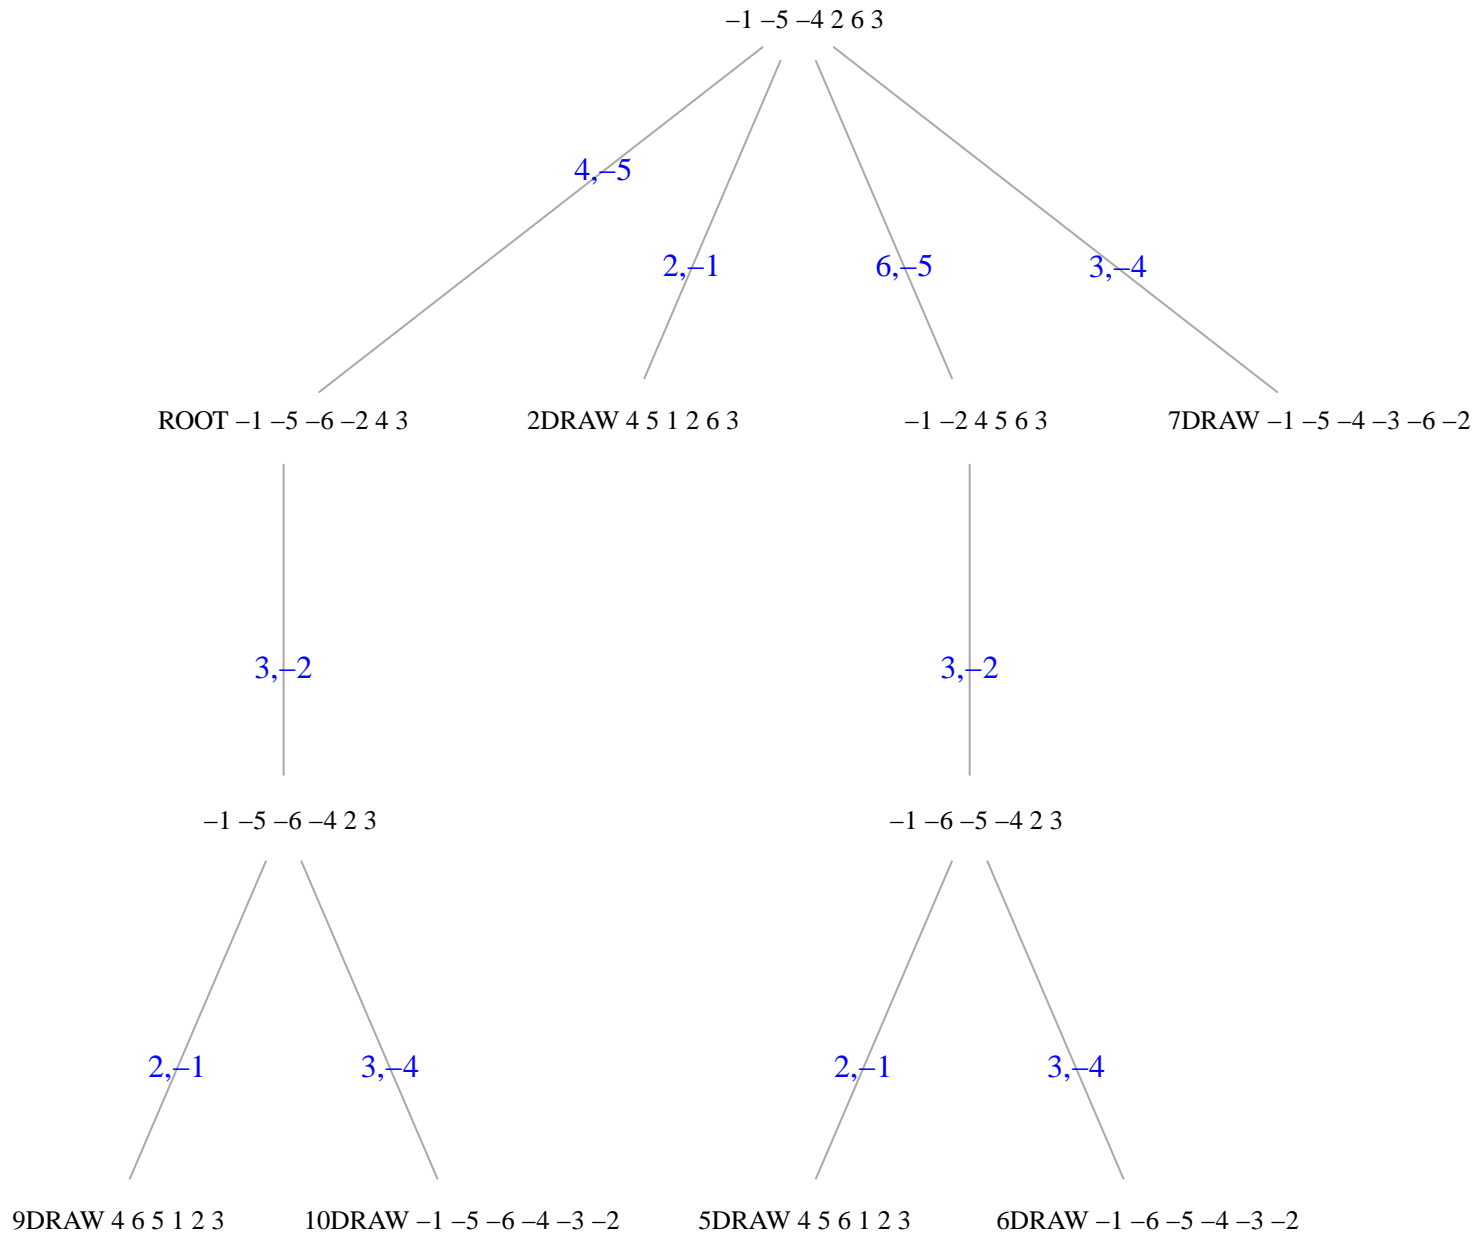 –1 –5 –4 2 6 3
4,–5
2,–1
6,–5
3,–4
ROOT –1 –5 –6 –2 4 3
2DRAW 4 5 1 2 6 3
–1 –2 4 5 6 3
7DRAW –1 –5 –4 –3 –6 –2
3,–2
3,–2
–1 –5 –6 –4 2 3
–1 –6 –5 –4 2 3
2,–1
3,–4
2,–1
3,–4
9DRAW 4 6 5 1 2 3
10DRAW –1 –5 –6 –4 –3 –2
5DRAW 4 5 6 1 2 3
6DRAW –1 –6 –5 –4 –3 –2